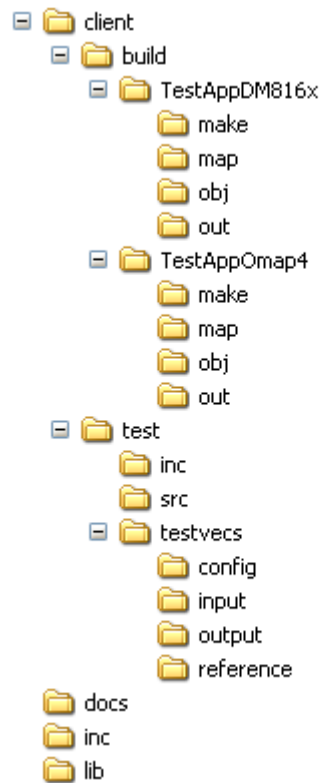 client
build
TestAppDM816x
make
map
obj
out
TestAppOmap4
make
map
obj
out
test
inc
src
testvecs
config
input
output
reference
docs
inc
lib